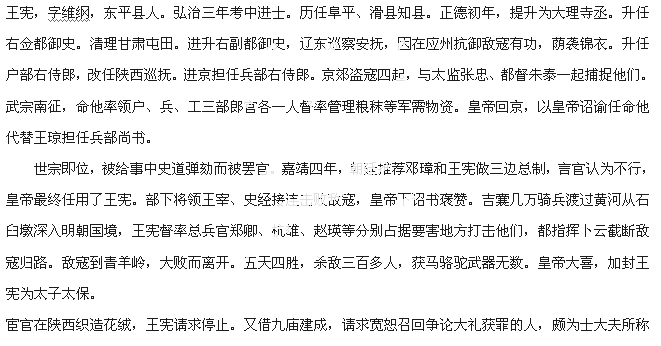 王宪，字维纲，东平县人。弘治三年考中进士。历任阜平、滑县知县。正德初年，提升为大理寺丞。升任
右佥都御史。清理甘肃屯田。进升右副都御史，辽东巡察安抚，因在应州抗御敌寇有功，荫袭锦衣。升任
户部右侍郎，改任陕西巡抚。进京担任兵部右侍郎。京郊盗寇四起，与太监张忠、都督朱泰一起捕捉他们。
武宗南征，命他率领户、兵、工三部郎官各一人督率管理粮秣等军需物资。皇帝回京，以皇帝诏谕任命他
代替王琼担任兵部尚书。
世宗即位，被给事中史道弹劾而被罢官。嘉靖四年，朝廷推荐邓璋和王宪做三边总制，言官认为不行，
皇帝最终任用了王宪。部下将领王宰、史经接连击败敌寇，皇帝下诏书褒赞。吉囊几万骑兵渡过黄河从石
臼墩深入明朝国境，王宪督率总兵官郑卿、杭雄、赵瑛等分别占据要害地方打击他们，都指挥卜云截断敌
寇归路。敌寇到青羊岭，大败而离开。五天四胜，杀敌三百多人，获马骆驼武器无数。皇帝大喜，加封王
宪为太子太保。
宦官在陕西织造花绒，王宪请求停止。又借九庙建成，请求宽恕召回争论大礼获罪的人，颇为士大夫所称